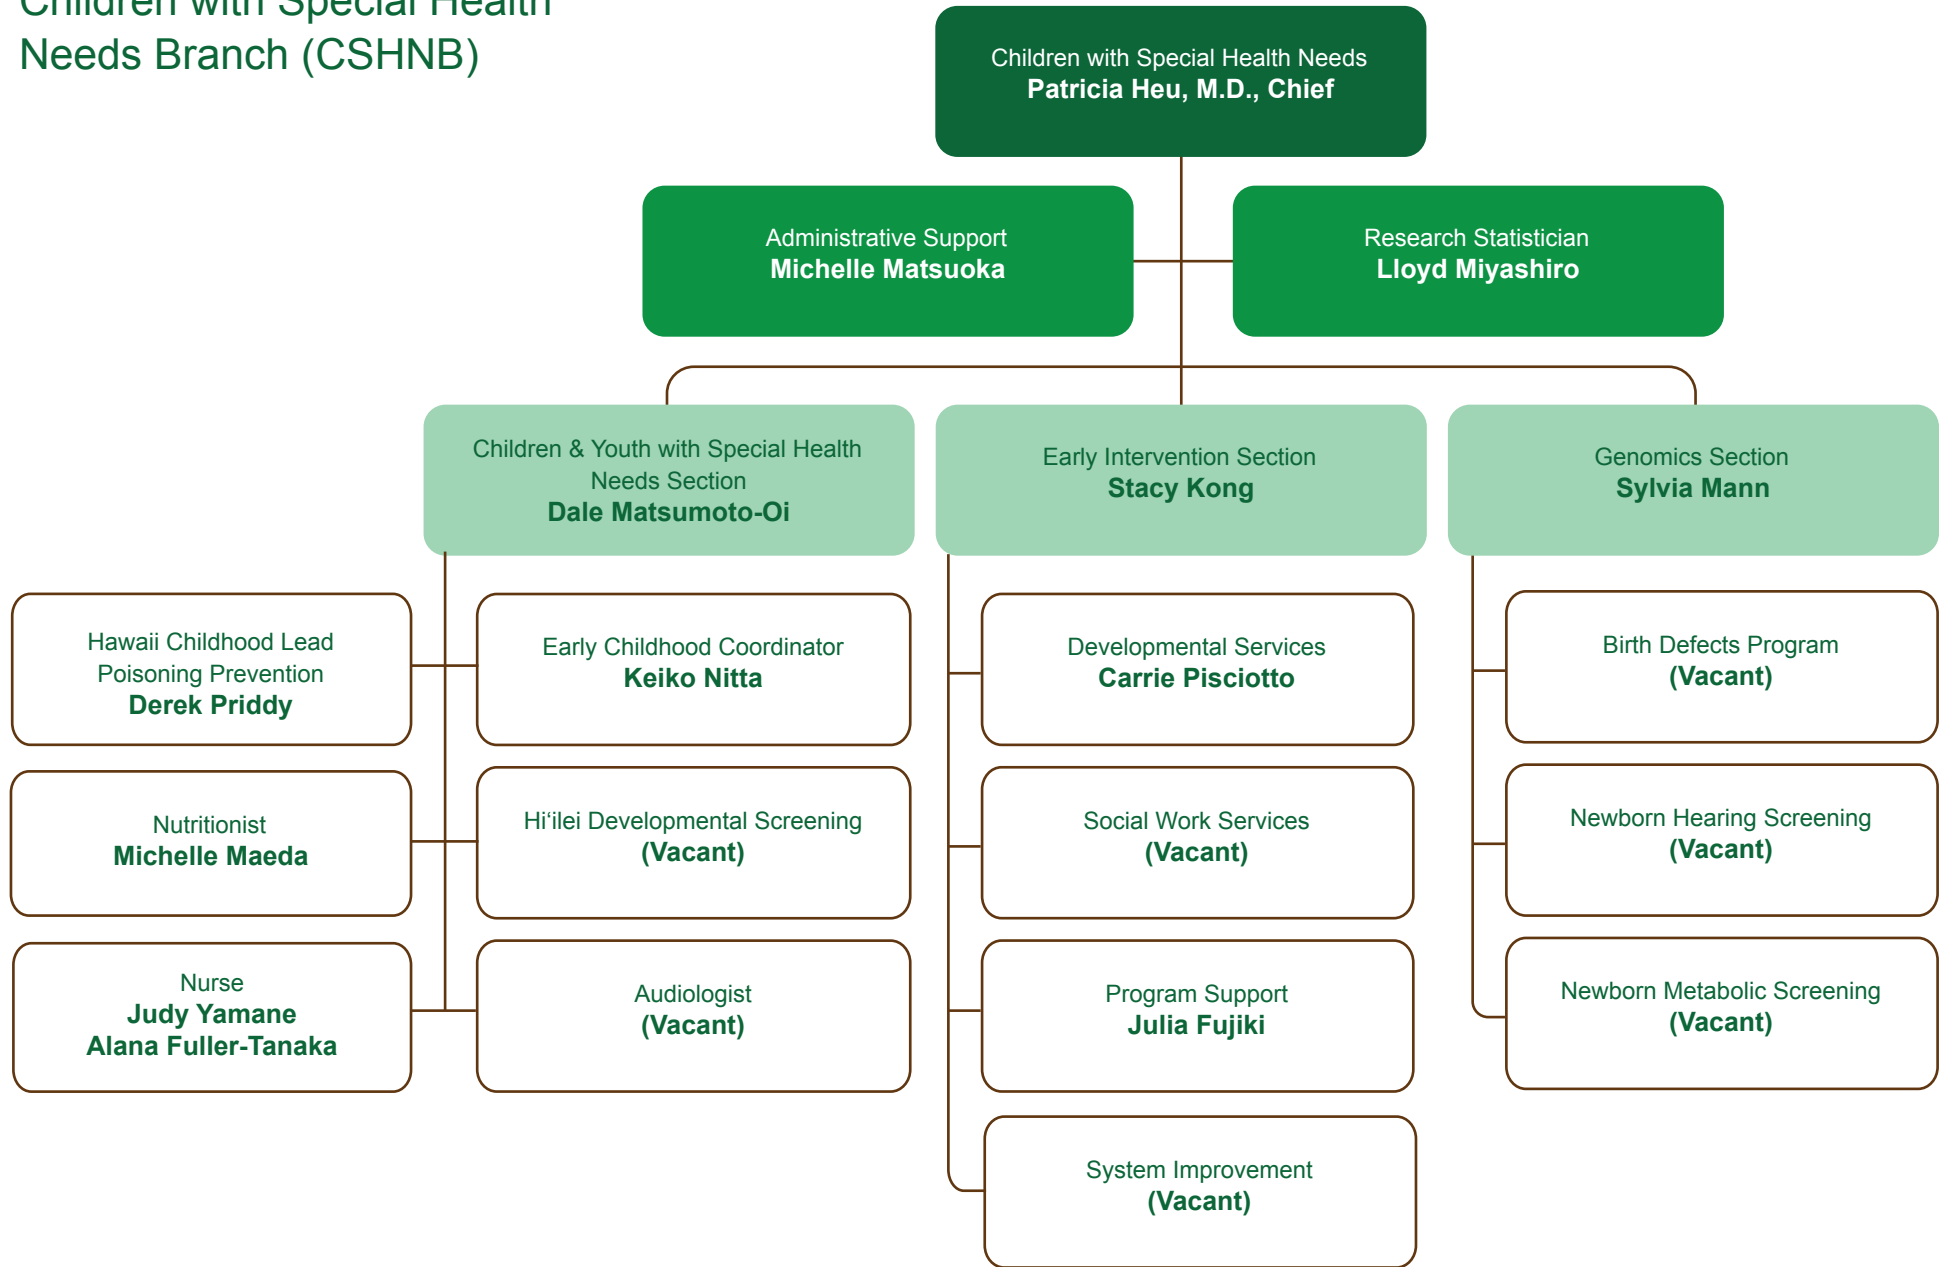 Children with Special Health
Needs Branch (CSHNB)
Children with Special Health Needs
Patricia Heu, M.D., Chief
Administrative Support
Michelle Matsuoka
Research Statistician
Lloyd Miyashiro
Children & Youth with Special Health
Needs Section
Dale Matsumoto-Oi
Early Intervention Section
Stacy Kong
Genomics Section
Sylvia Mann
Hawaii Childhood Lead
Poisoning Prevention
Derek Priddy
Early Childhood Coordinator
Keiko Nitta
Developmental Services
Carrie Pisciotto
Birth Defects Program
(Vacant)
Nutritionist
Michelle Maeda
Hi‘ilei Developmental Screening
(Vacant)
Social Work Services
(Vacant)
Newborn Hearing Screening
(Vacant)
Nurse
Judy Yamane
Alana Fuller-Tanaka
Audiologist
(Vacant)
Program Support
Julia Fujiki
Newborn Metabolic Screening
(Vacant)
System Improvement
(Vacant)